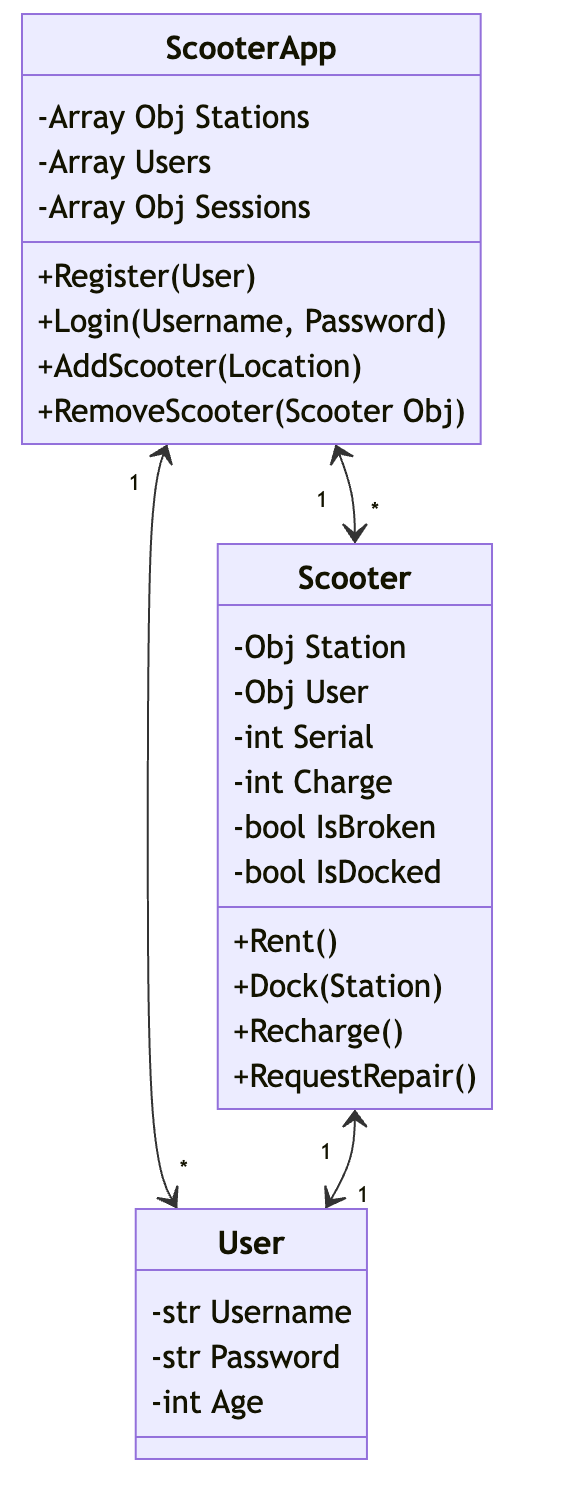 ScooterApp
-Array Obj Stations
-Array Users
-Array Obj Sessions
+Register(User)
+Login(Username, Password)
+AddScooter(Location)
+RemoveScooter(Scooter Obj)
1
1
*
Scooter
-Obj Station
-Obj User
-int Serial
-int Charge
-bool IsBroken
-bool IsDocked
+Rent()
+Dock(Station)
+Recharge()
+RequestRepair()
1
*
1
User
-str Username
-str Password
-int Age